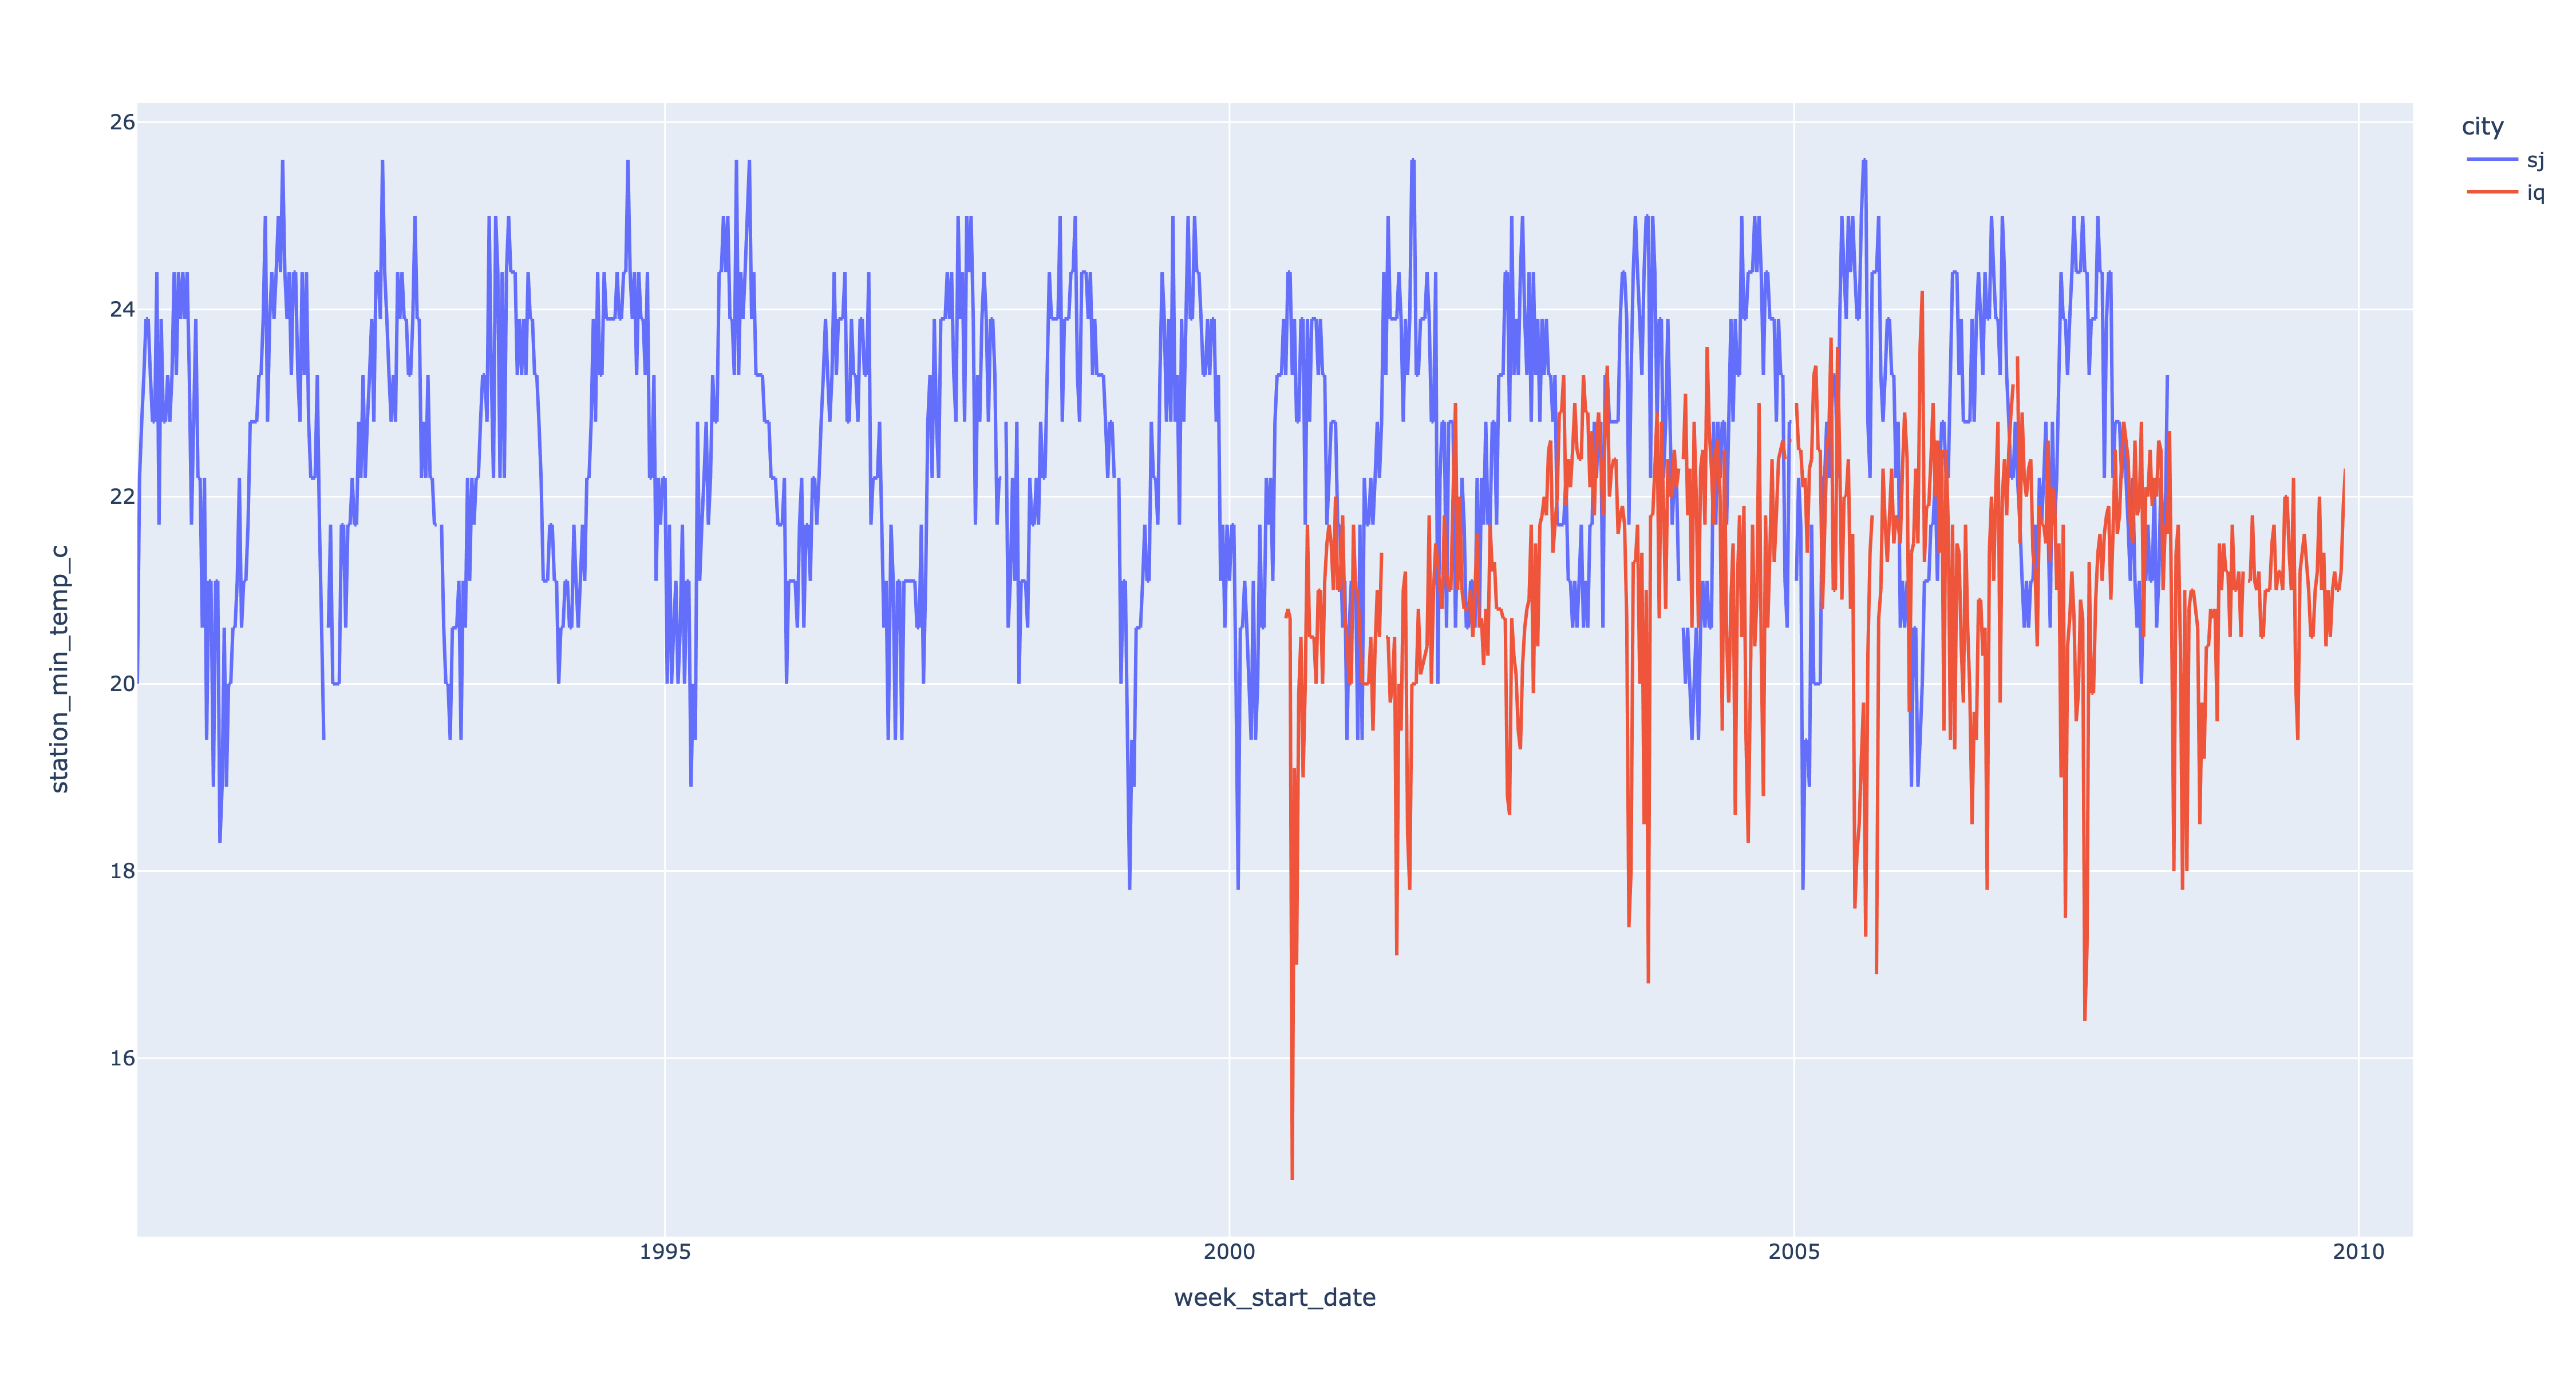 city
sj
iq
station_min_temp_c
26
24
22
20
18
16
1995
2000
2005
2010
week_start_date